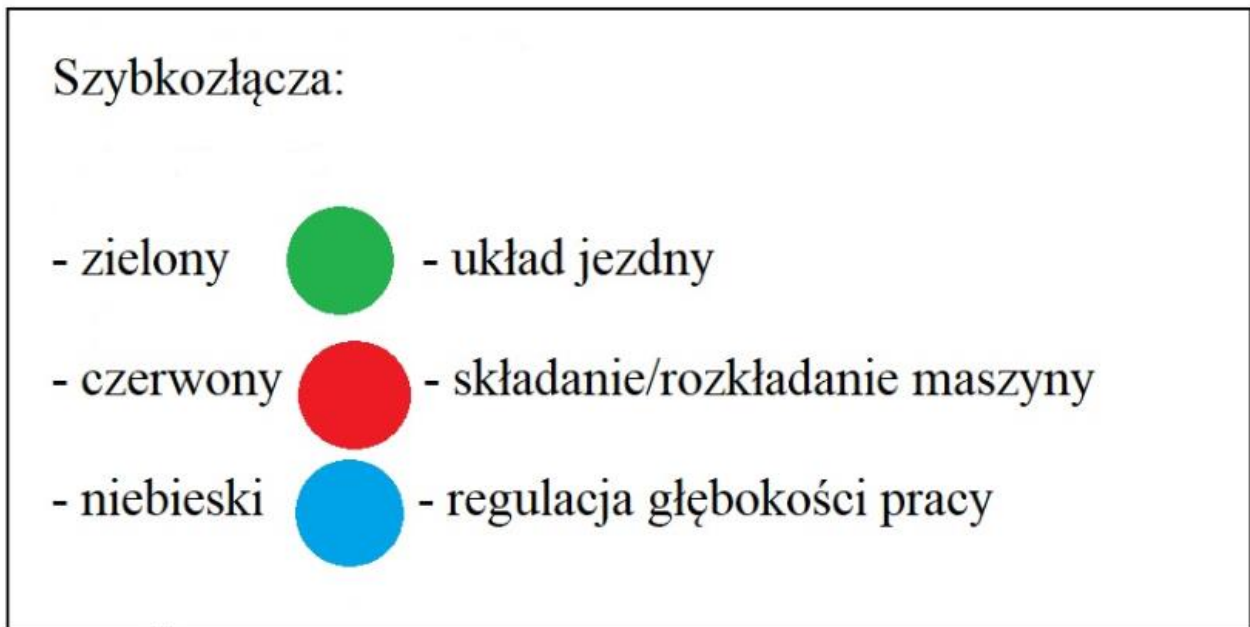 Szybkozłącza:
- zielony - układ jezdny
- czerwony - składanie/rozkładanie maszyny
- niebieski - regulacja głębokości pracy